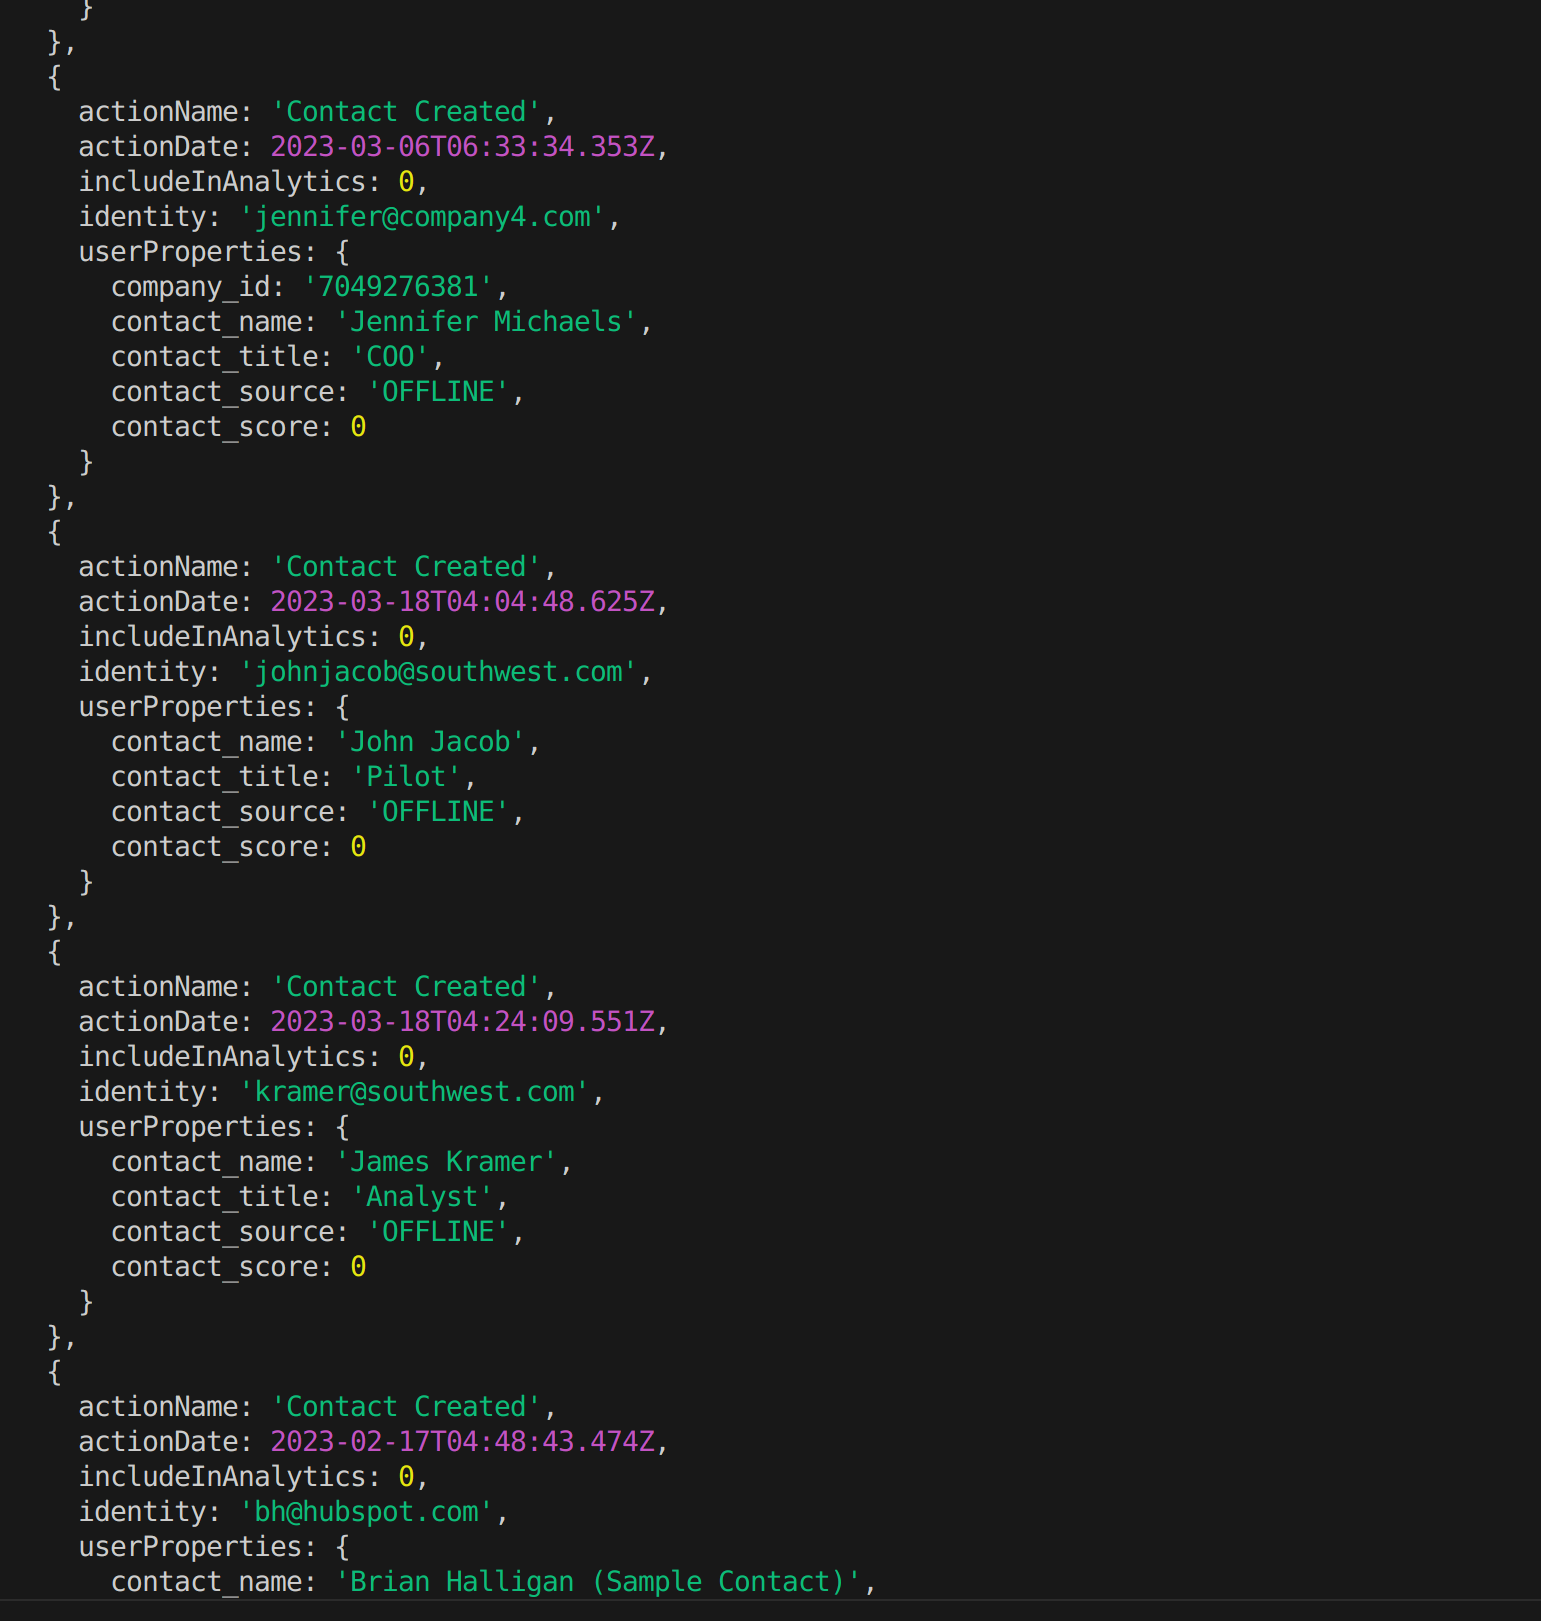 }
},
{
actionName: 'Contact Created',
actionDate: 2023-03-06T06:33:34.353Z,
includeInAnalytics: 0,
identity: 'jennifer@company4.com',
userProperties: {
company_id: '7049276381',
contact_name: 'Jennifer Michaels',
contact_title: 'COO',
contact_source: 'OFFLINE',
contact_score: 0
}
},
{
actionName: 'Contact Created',
actionDate: 2023-03-18T04:04:48.625Z,
includeInAnalytics: 0,
identity: 'johnjacob@southwest.com',
userProperties: {
contact_name: 'John Jacob',
contact_title: 'Pilot',
contact_source: 'OFFLINE',
contact_score: 0
}
},
{
actionName: 'Contact Created',
actionDate: 2023-03-18T04:24:09.551Z,
includeInAnalytics: 0,
identity: 'kramer@southwest.com',
userProperties: {
contact_name: 'James Kramer',
contact_title: 'Analyst',
contact_source: 'OFFLINE',
contact_score: 0
}
},
{
actionName: 'Contact Created',
actionDate: 2023-02-17T04:48:43.474Z,
includeInAnalytics: 0,
identity: 'bh@hubspot.com',
userProperties: {
contact_name: 'Brian Halligan (Sample Contact)',